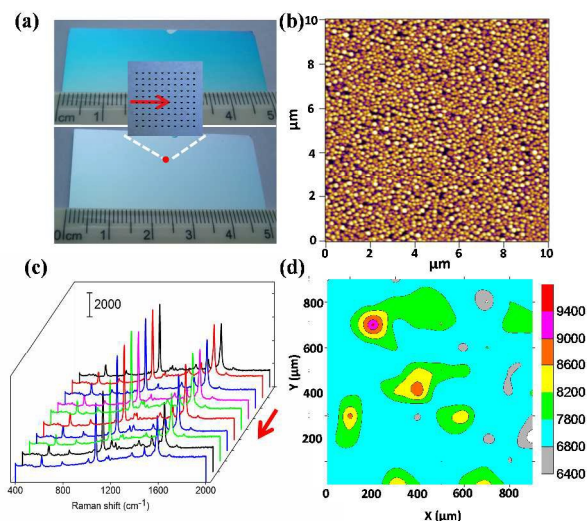 (a)
cm 1 2 3 4 5
0 cm 1 2 3 4 5
(b)
10
8
6
4
2
0
µm
0 2 4 6 8 10
µm
(c)
2000
400 800 1200 1600 2000
Raman shift (cm-1)
(d)
800
600
400
200
Y (µm)
0 200 400 600 800
X (µm)
9400
9000
8600
8200
7800
6800
6400